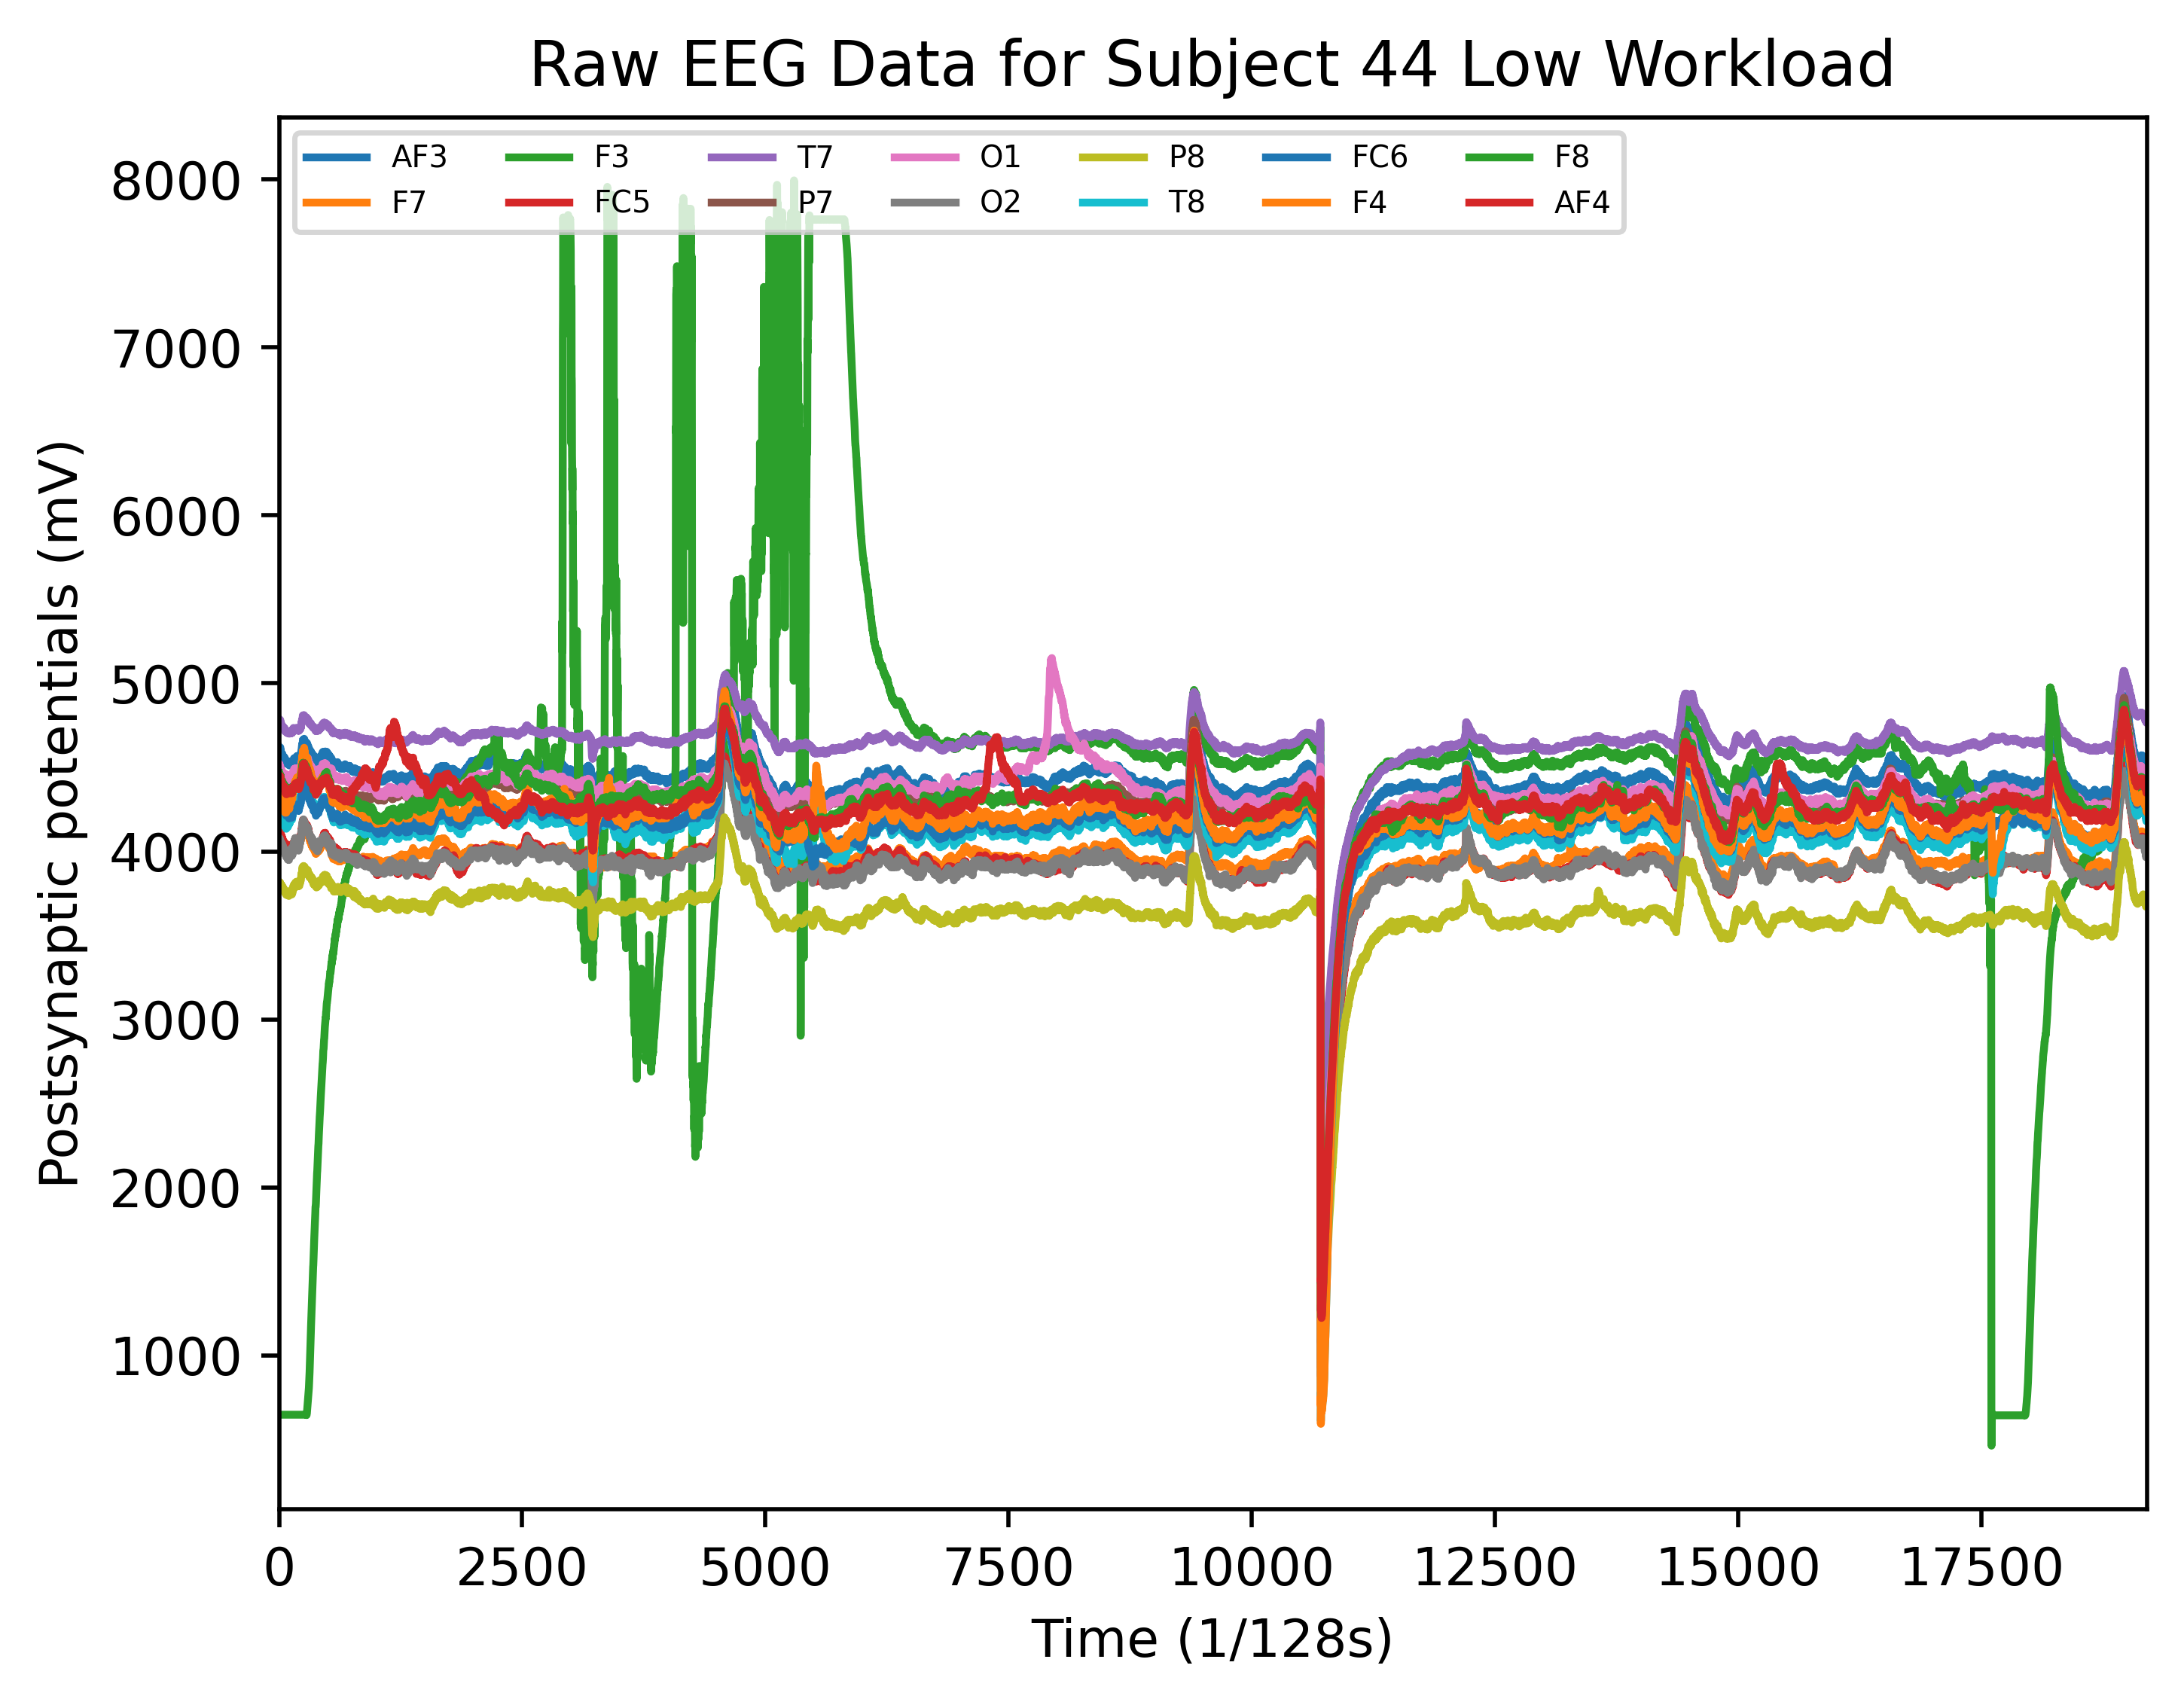 Raw EEG Data for Subject 44 Low Workload
AF3 F3 T7 O1 P8 FC6 F8
F7 FC5 P7 O2 T8 F4 AF4
8000
7000
6000
5000
4000
3000
2000
1000
Postsynaptic potentials (mV)
0 2500 5000 7500 10000 12500 15000 17500
Time (1/128s)